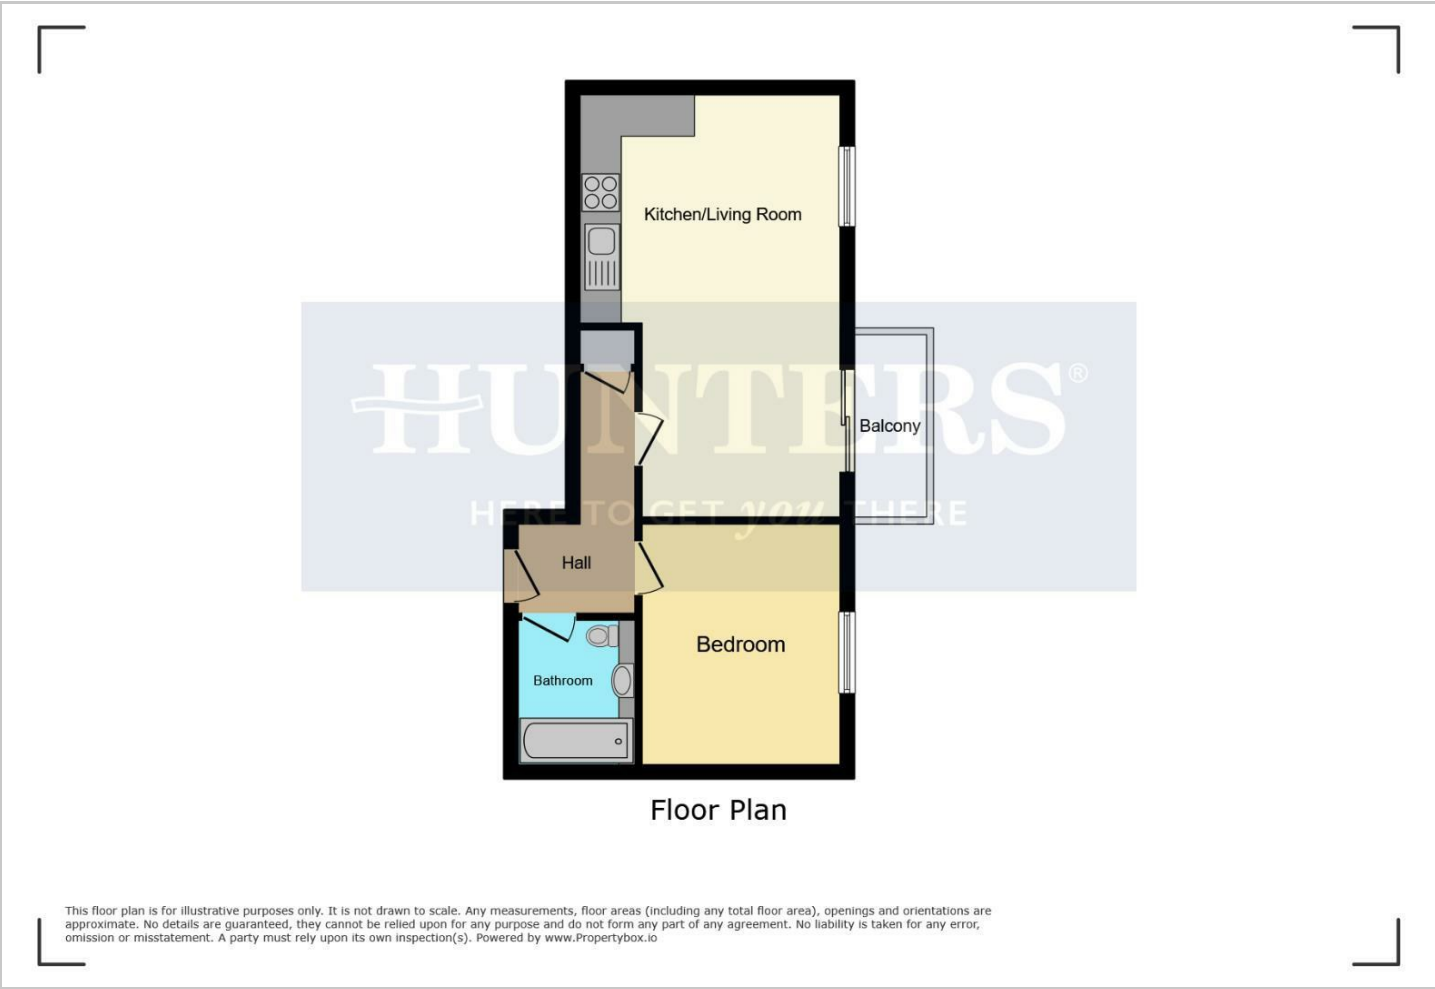 Kitchen/Living Room
HUNTERS®
Balcony
HERE TO GET you THERE
Hall
Bedroom
Bathroom
Floor Plan
This floor plan is for illustrative purposes only. It is not drawn to scale. Any measurements, floor areas (including any total floor area), openings and orientations are
approximate. No details are guaranteed, they cannot be relied upon for any purpose and do not form any part of any agreement. No liability is taken for any error,
omission or misstatement. A party must rely upon its own inspection(s). Powered by www.Propertybox.io